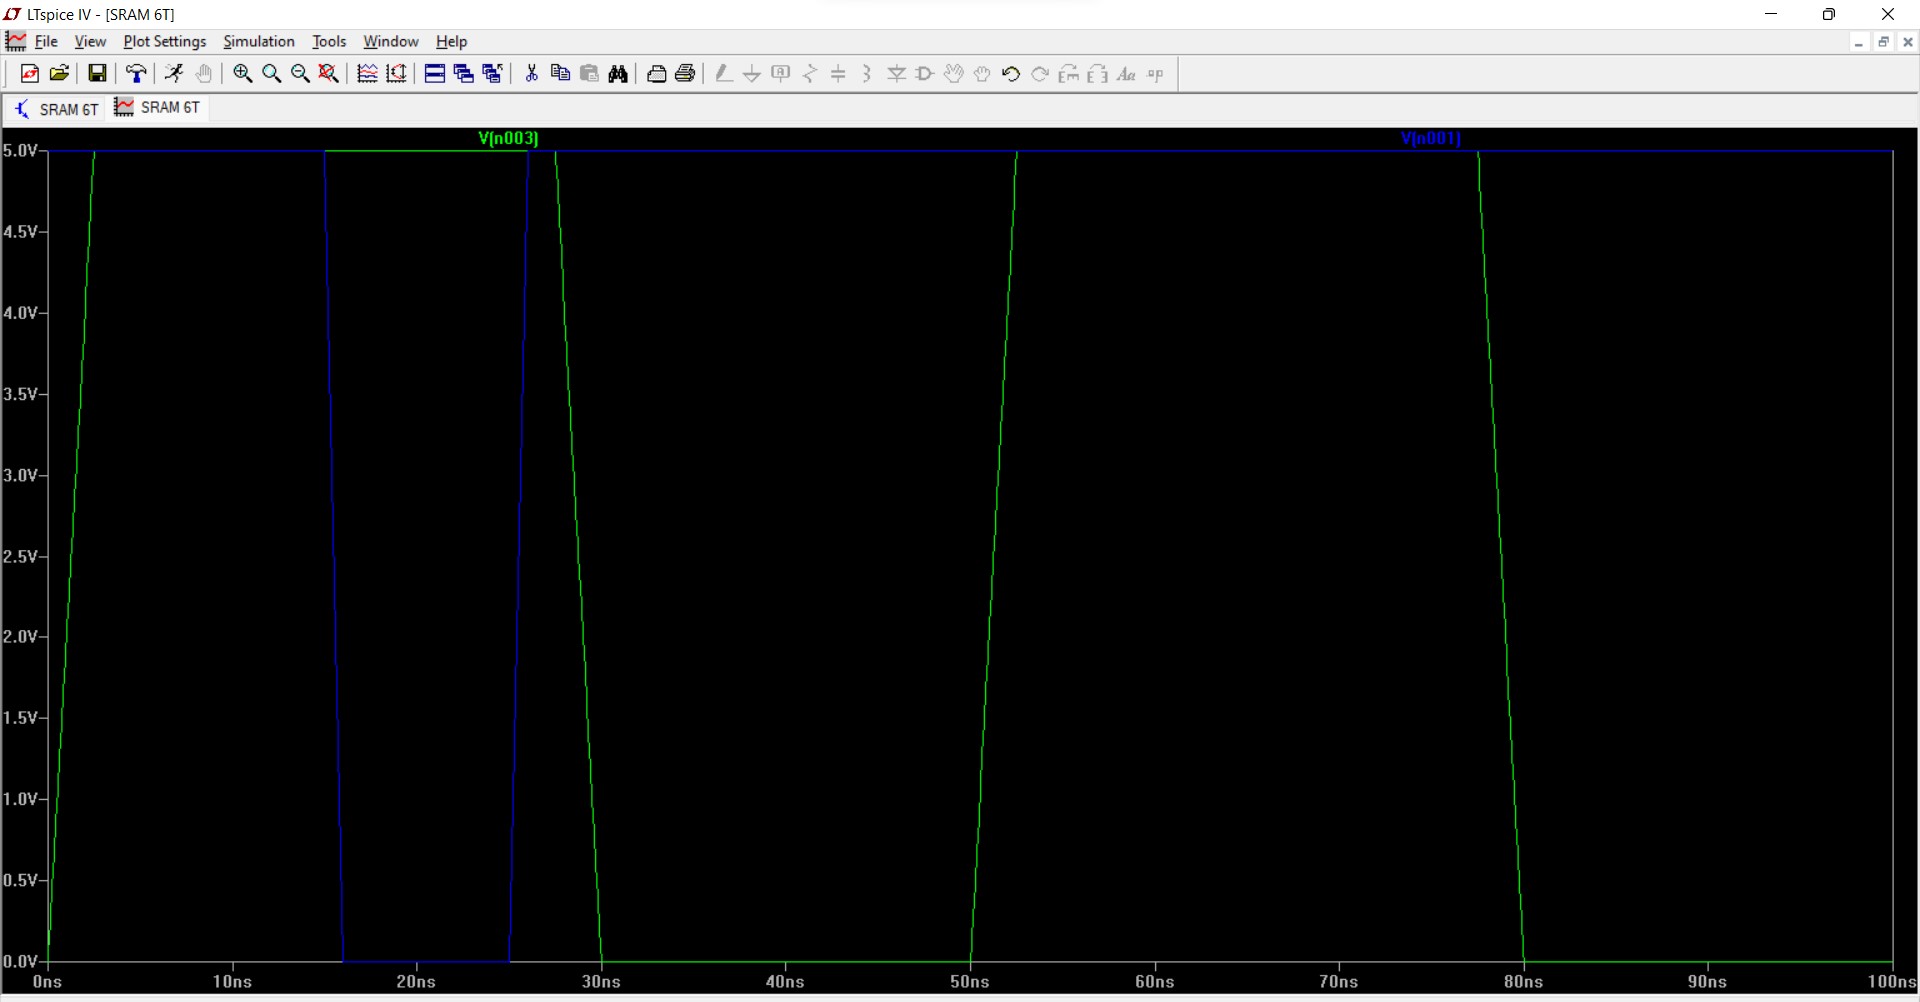 LTspice IV - [SRAM 6T]
File View Plot Settings Simulation Tools Window Help
SRAM 6T SRAM 6T
V(n003) V(n001)
5.0V
4.5V
4.0V
3.5V
3.0V
2.5V
2.0V
1.5V
1.0V
0.5V
0.0V
0ns 10ns 20ns 30ns 40ns 50ns 60ns 70ns 80ns 90ns 100ns